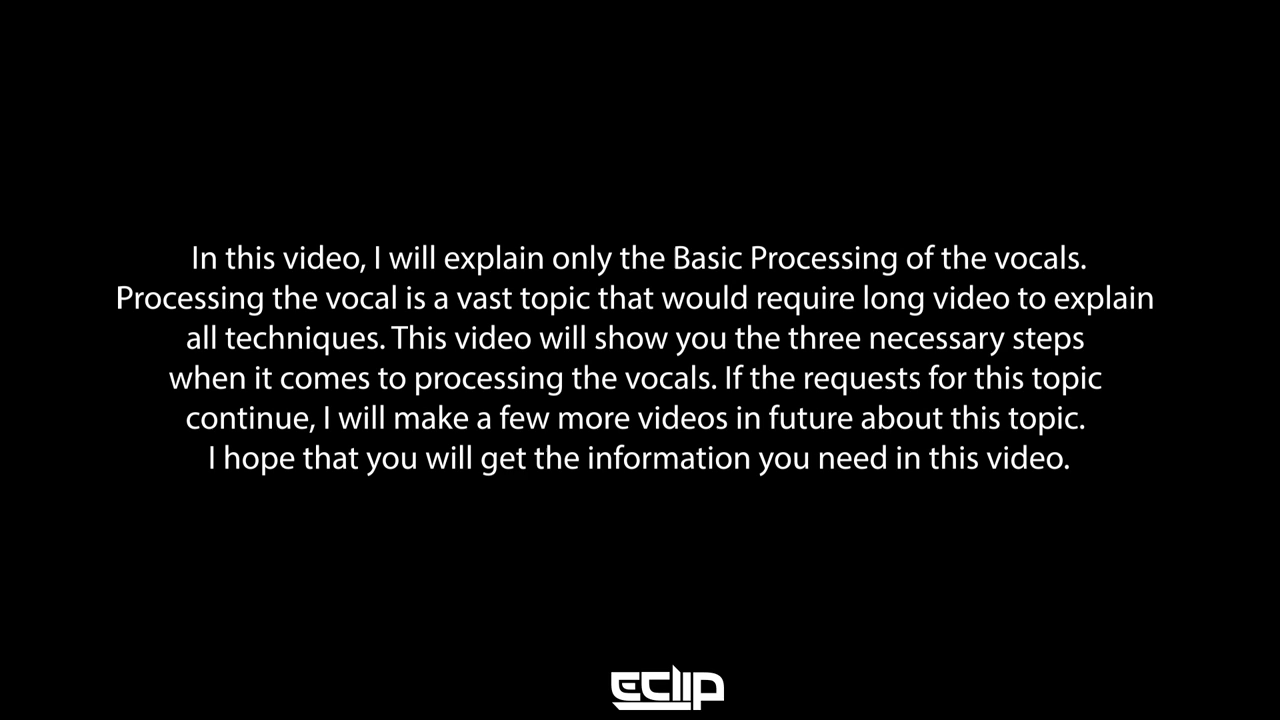 In this video, I will explain only the Basic Processing of the vocals.
Processing the vocal is a vast topic that would require long video to explain
all techniques. This video will show you the three necessary steps
when it comes to processing the vocals. If the requests for this topic
continue, I will make a few more videos in future about this topic.
I hope that you will get the information you need in this video.
ECLIP